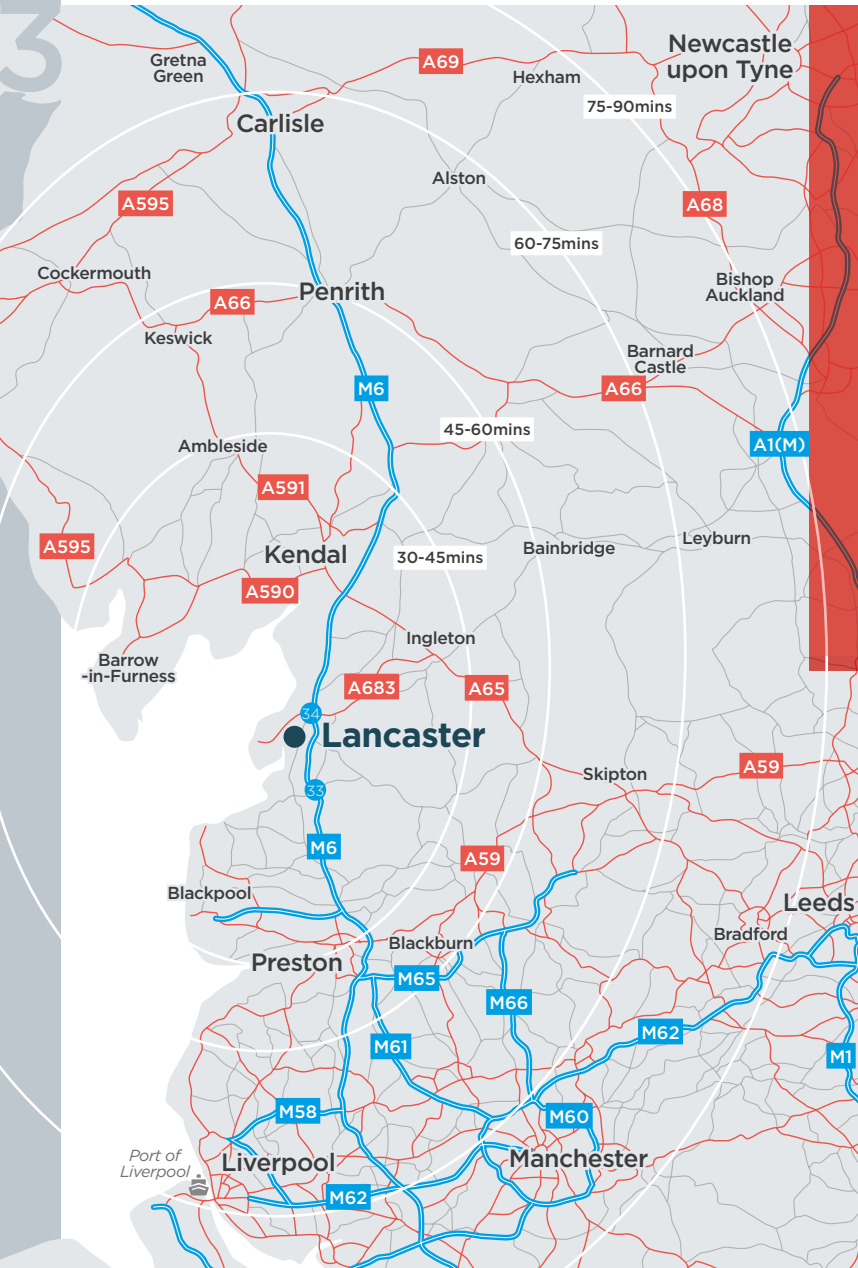 3
Gretna
Green
A69
Newcastle
upon Tyne
Hexham
75-90mins
Carlisle
Alston
A595
A68
60-75mins
Cockermouth
Bishop
Auckland
Penrith
A66
Keswick
Barnard
Castle
M6
A66
45-60mins
A1(M)
Ambleside
A591
A595
Leyburn
Kendal
30-45mins
Bainbridge
A590
Ingleton
Barrow
-in-Furness
A683
A65
34
Lancaster
A59
Skipton
33
M6
A59
Blackpool
Leeds
Bradford
Blackburn
Preston
M65
M66
M62
M61
M1
M58
M60
Port of
Liverpool
Liverpool
Manchester
M62